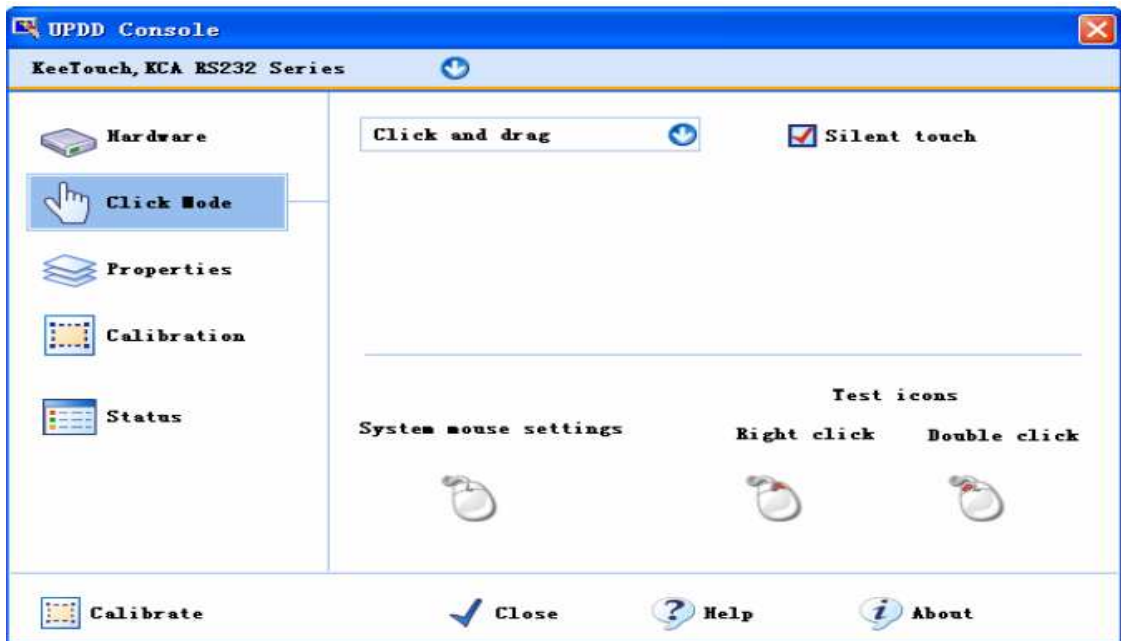 UPDD Console
KeeTouch, KCA RS232 Series
Hardware
Click Mode
Properties
Calibration
Status
Click and drag
Silent touch
System mouse settings
Test icons
Right click
Double click
Calibrate
Close
Help
About